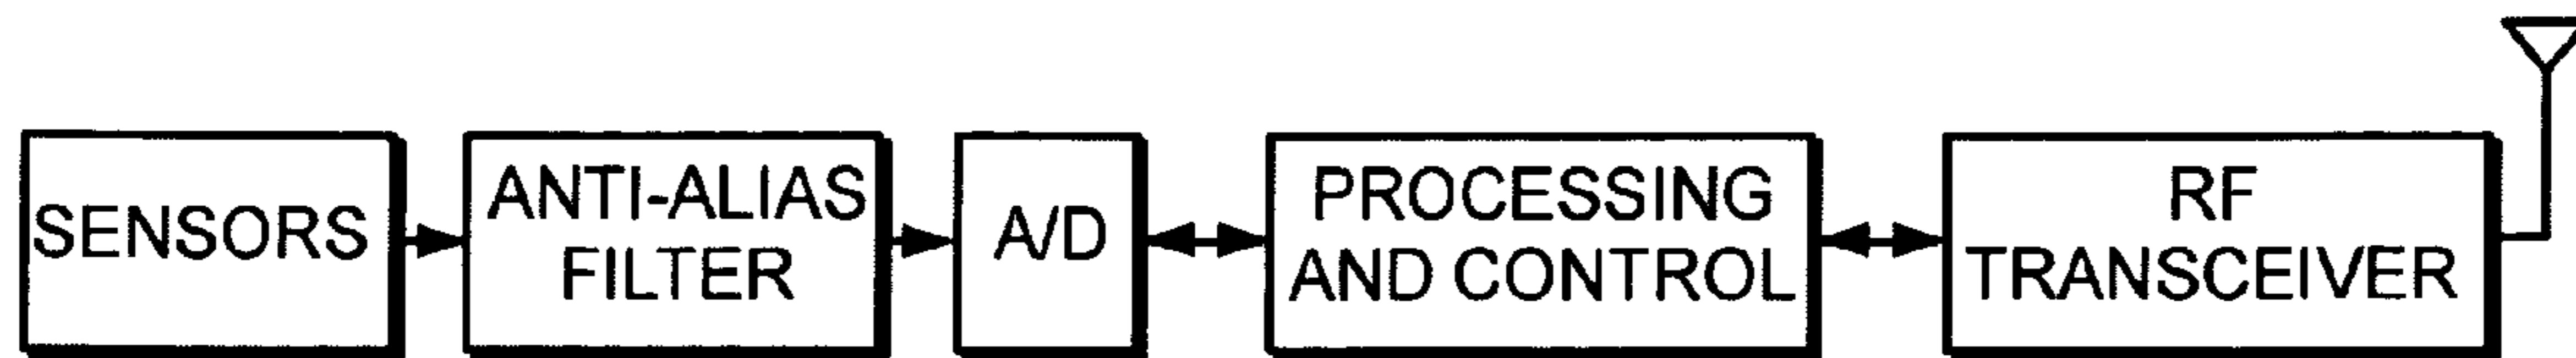 SENSORS
ANTI-ALIAS
FILTER
A/D
PROCESSING
AND CONTROL
RF
TRANSCEIVER